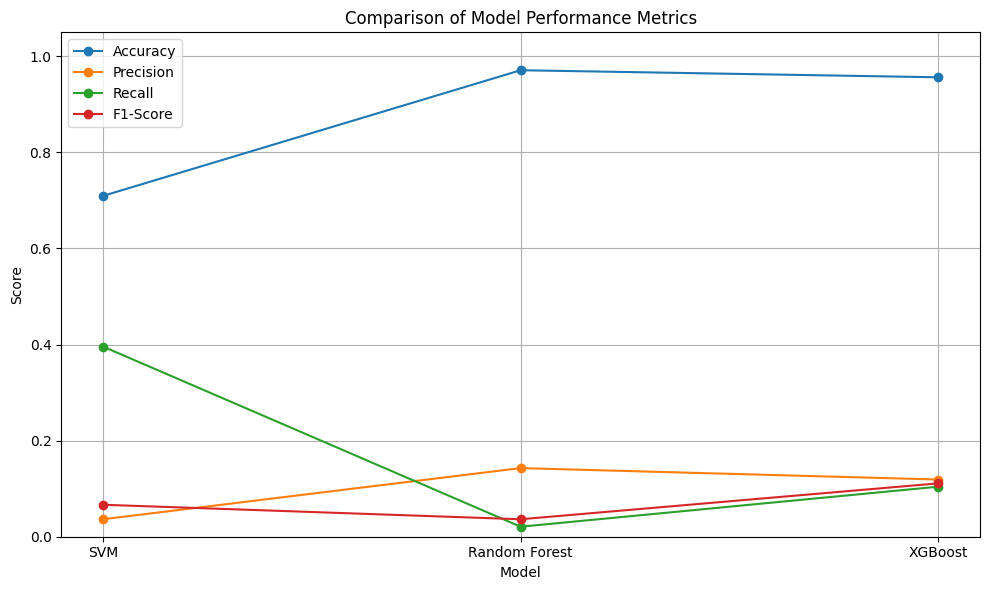 Comparison of Model Performance Metrics
Accuracy
Precision
Recall
F1-Score
1.0
0.8
0.6
0.4
0.2
0.0
Score
SVM
Random Forest
XGBoost
Model